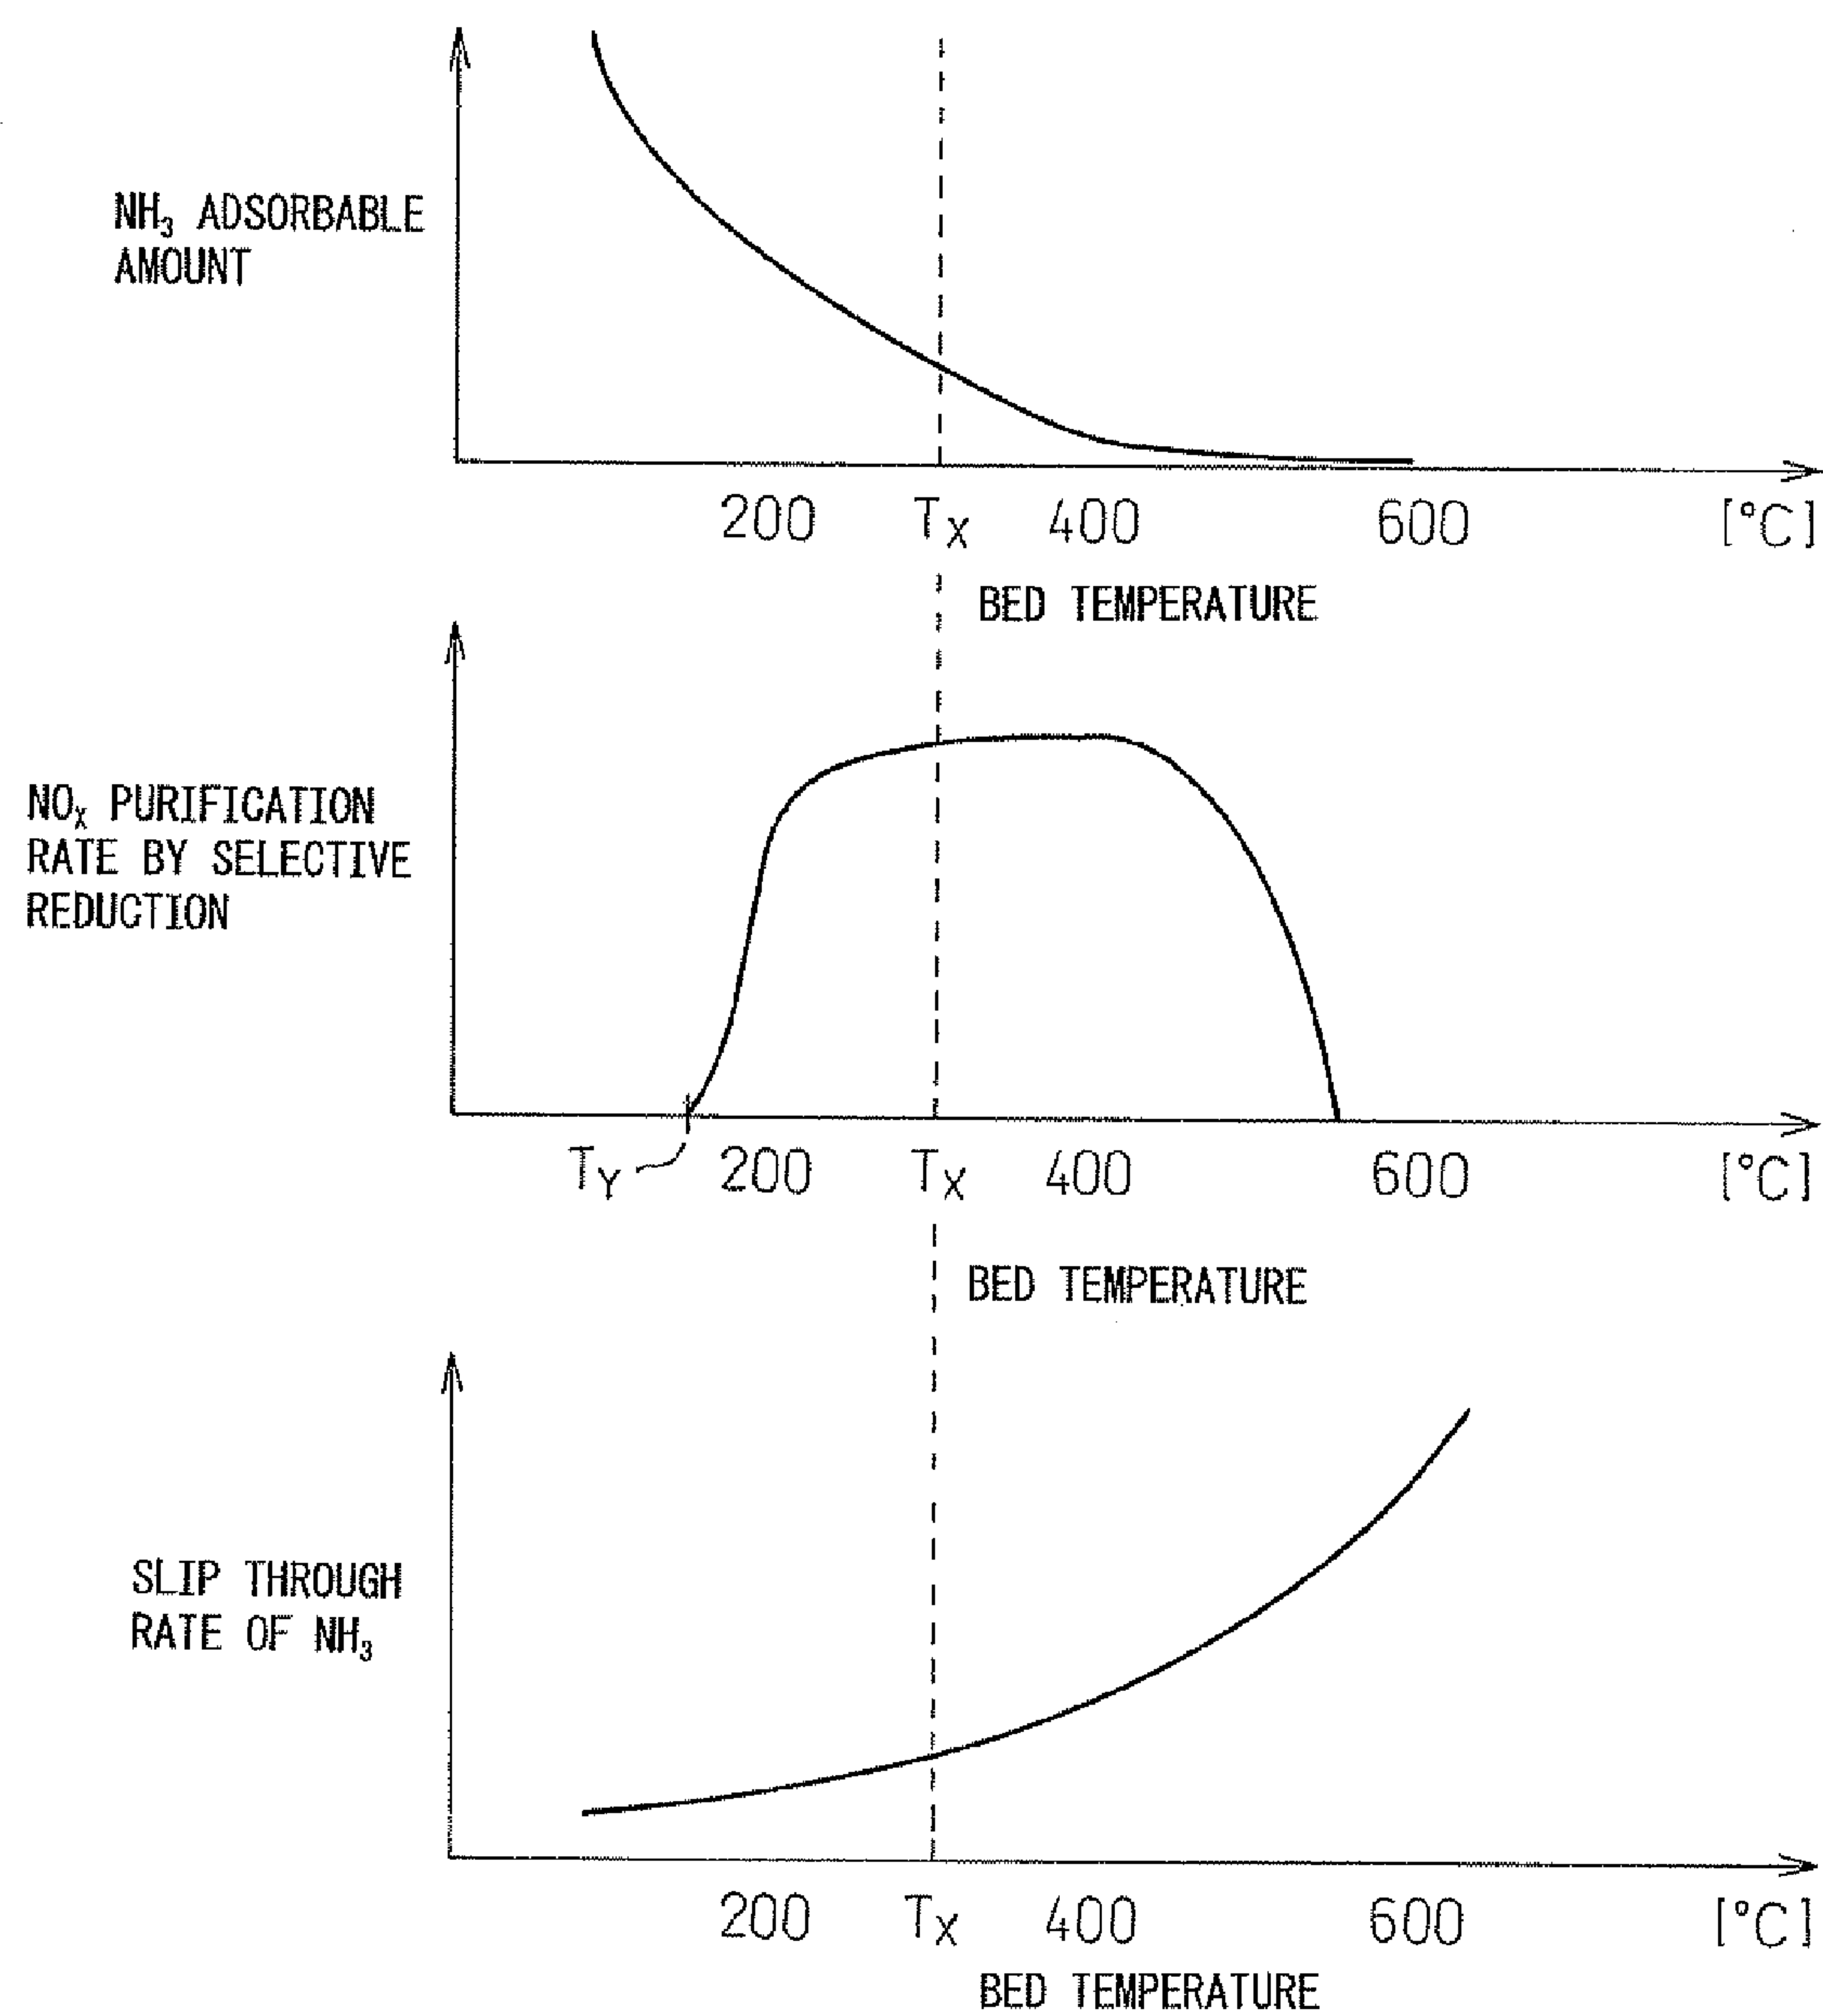 NH₃ ADSORBABLE
AMOUNT
200 Tₓ 400 600 [°C]
BED TEMPERATURE
NOₓ PURIFICATION
RATE BY SELECTIVE
REDUCTION
T_Y 200 Tₓ 400 600 [°C]
BED TEMPERATURE
SLIP THROUGH
RATE OF NH₃
200 Tₓ 400 600 [°C]
BED TEMPERATURE